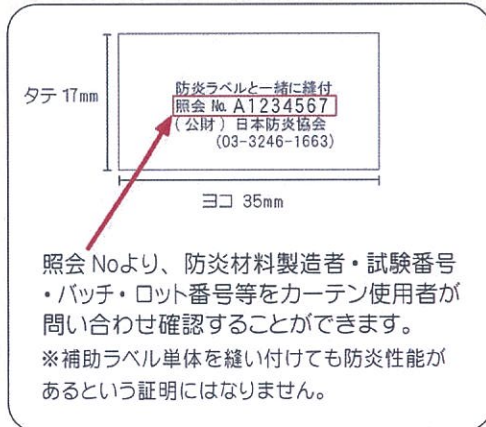 タテ 17mm
防炎ラベルと一緒に縫付
照会 No. A1234567
(公財) 日本防炎協会
(03-3246-1663)
ヨコ 35mm
照会 Noより、防炎材料製造者・試験番号
・バッチ・ロット番号等をカーテン使用者が
問い合わせ確認することができます。
※補助ラベル単体を縫い付けても防炎性能が
あるという証明にはなりません。